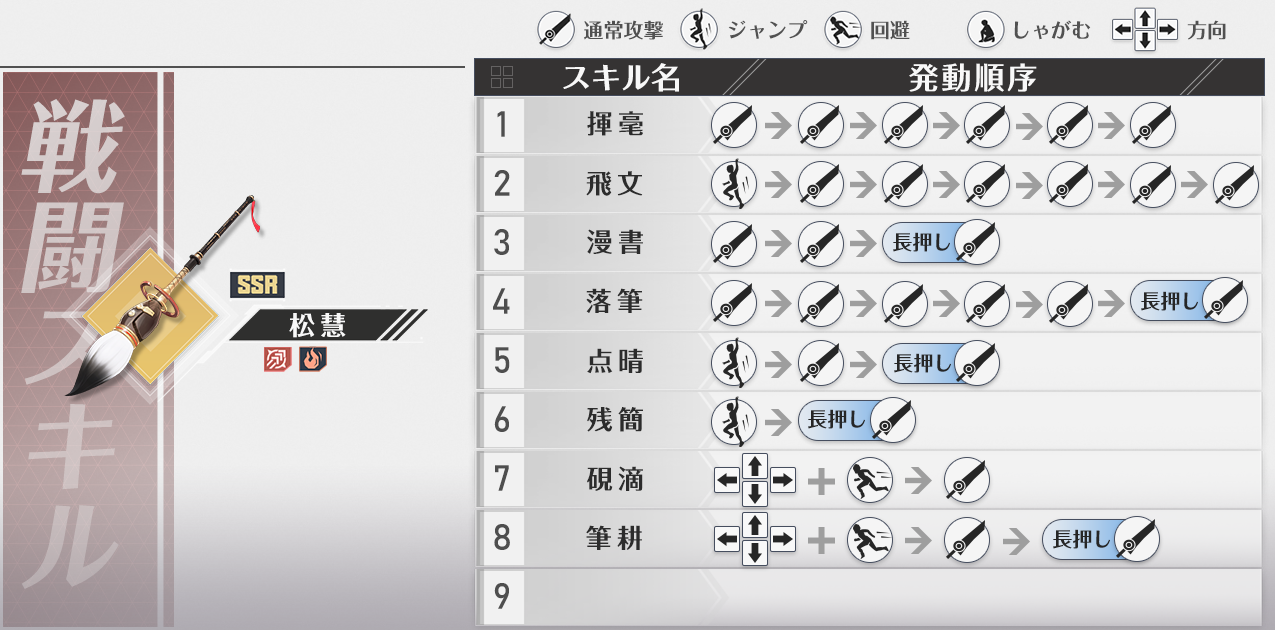 通常攻撃 ジャンプ 回避 しゃがむ 方向
戦闘スキル
SSR
松慧
スキル名 発動順序
1 揮毫
2 飛文
3 漫書 長押し
4 落筆 長押し
5 点晴 長押し
6 残簡 長押し
7 硯滴
8 筆耕 長押し
9